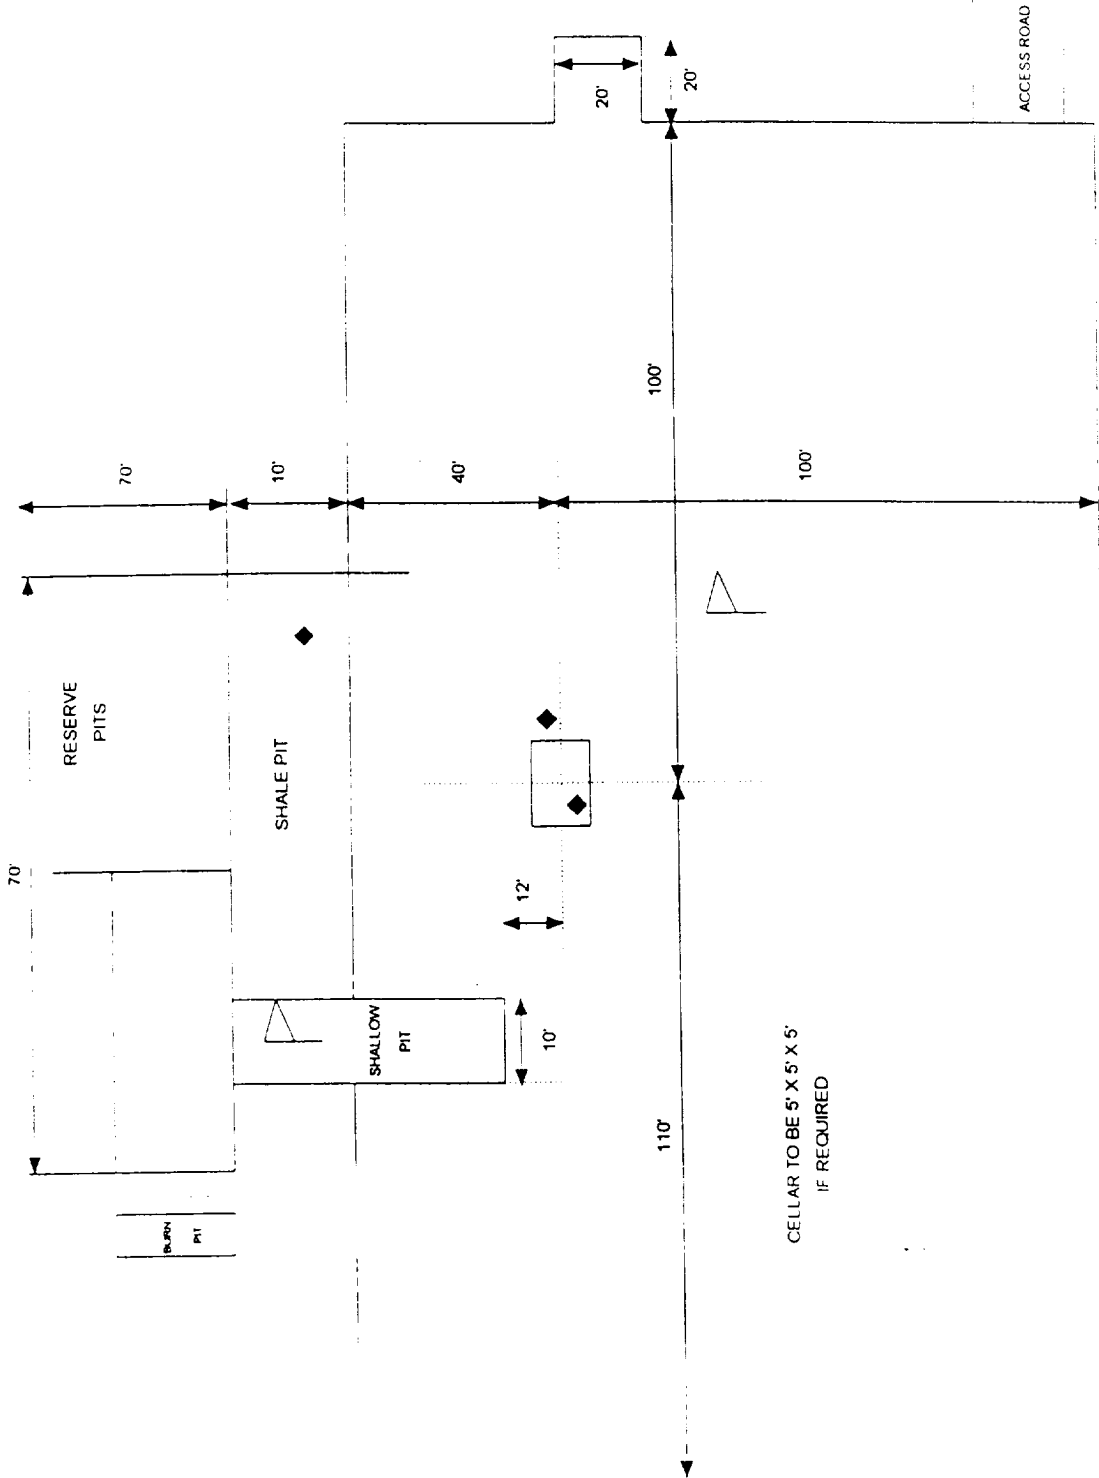 ACCESS ROAD
20'
20'
100'
70'
10'
40'
100'
RESERVE
PITS
SHALE PIT
70'
12'
SHALLOW
PIT
10'
110'
BURN
PIT
CELLAR TO BE 5' X 5' X 5'
IF REQUIRED